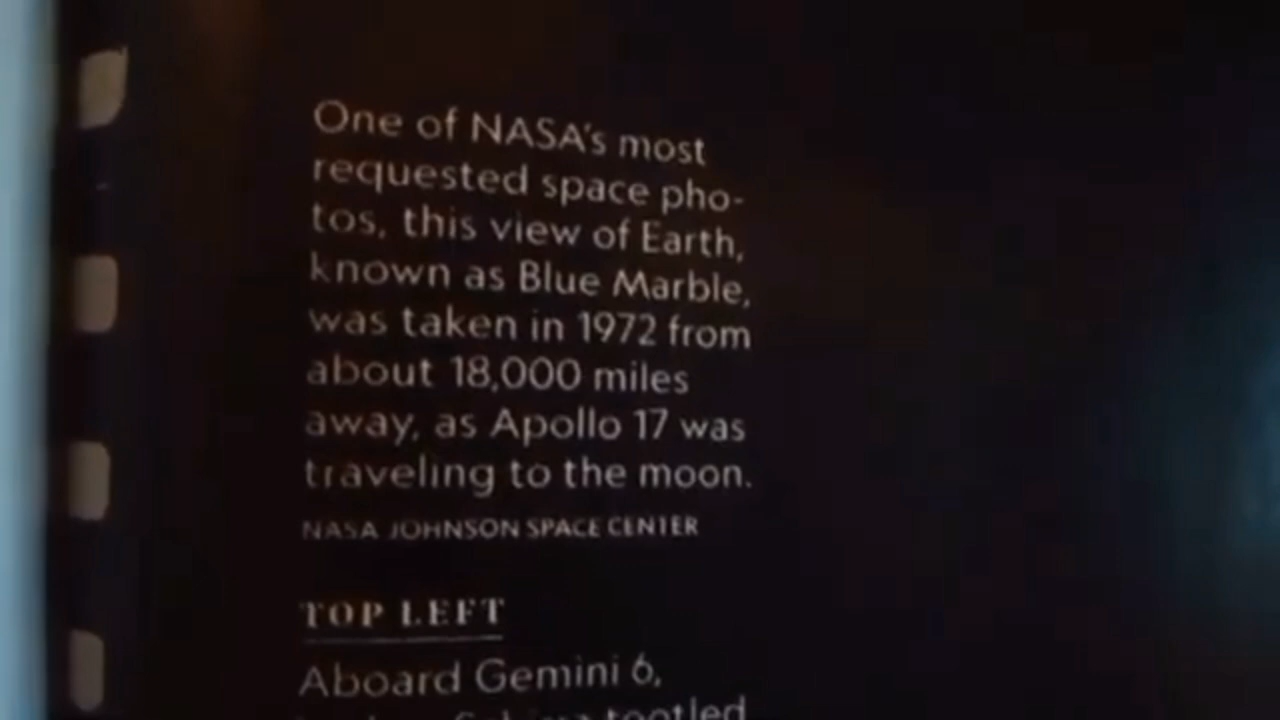 One of NASA's most
requested space pho-
tos, this view of Earth,
known as Blue Marble,
was taken in 1972 from
about 18,000 miles
away, as Apollo 17 was
traveling to the moon.
NASA JOHNSON SPACE CENTER
TOP LEFT
Aboard Gemini 6,
tootled